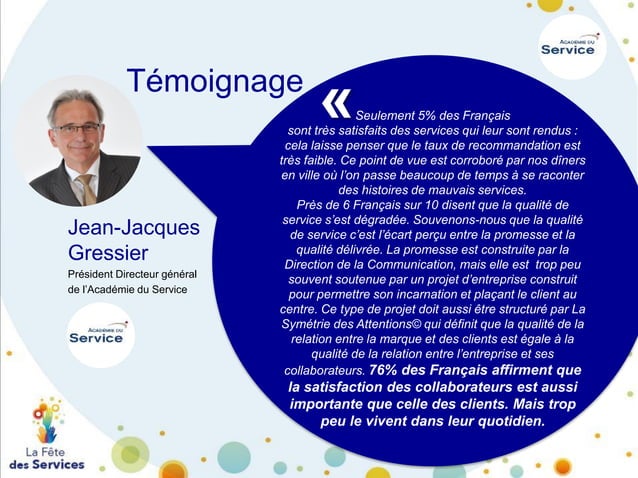 ACADÉMIE DU
Service
Témoignage
«
Seulement 5% des Français
sont très satisfaits des services qui leur sont rendus :
cela laisse penser que le taux de recommandation est
très faible. Ce point de vue est corroboré par nos dîners
en ville où l’on passe beaucoup de temps à se raconter
des histoires de mauvais services.
Près de 6 Français sur 10 disent que la qualité de
service s’est dégradée. Souvenons-nous que la qualité
de service c’est l’écart perçu entre la promesse et la
qualité délivrée. La promesse est construite par la
Direction de la Communication, mais elle est trop peu
souvent soutenue par un projet d’entreprise construit
pour permettre son incarnation et plaçant le client au
centre. Ce type de projet doit aussi être structuré par La
Symétrie des Attentions© qui définit que la qualité de la
relation entre la marque et des clients est égale à la
qualité de la relation entre l’entreprise et ses
collaborateurs. 76% des Français affirment que
la satisfaction des collaborateurs est aussi
importante que celle des clients. Mais trop
peu le vivent dans leur quotidien.
Jean-Jacques
Gressier
Président Directeur général
de l’Académie du Service
ACADÉMIE DU
Service
La Fête
des Services